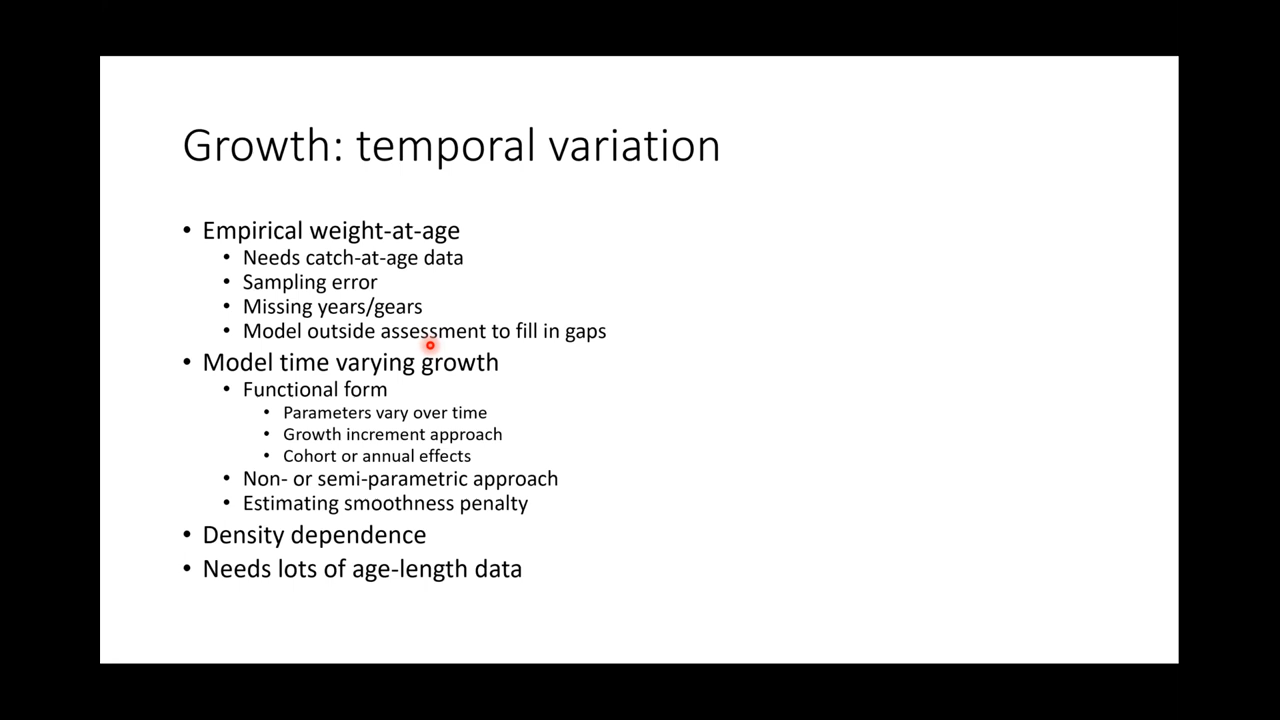 Growth: temporal variation
• Empirical weight-at-age
• Needs catch-at-age data
• Sampling error
• Missing years/gears
• Model outside assessment to fill in gaps
• Model time varying growth
• Functional form
• Parameters vary over time
• Growth increment approach
• Cohort or annual effects
• Non- or semi-parametric approach
• Estimating smoothness penalty
• Density dependence
• Needs lots of age-length data